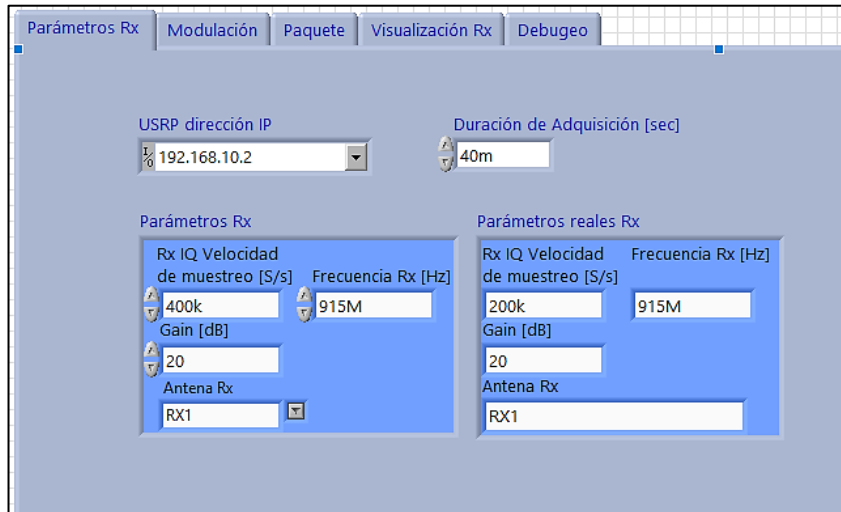 Parámetros Rx Modulación Paquete Visualización Rx Debugeo
USRP dirección IP Duración de Adquisición [sec]
I/O 192.168.10.2 40m
Parámetros Rx
Rx IQ Velocidad
de muestreo [S/s] Frecuencia Rx [Hz]
400k 915M
Gain [dB]
20
Antena Rx
RX1
Parámetros reales Rx
Rx IQ Velocidad Frecuencia Rx [Hz]
de muestreo [S/s]
200k 915M
Gain [dB]
20
Antena Rx
RX1